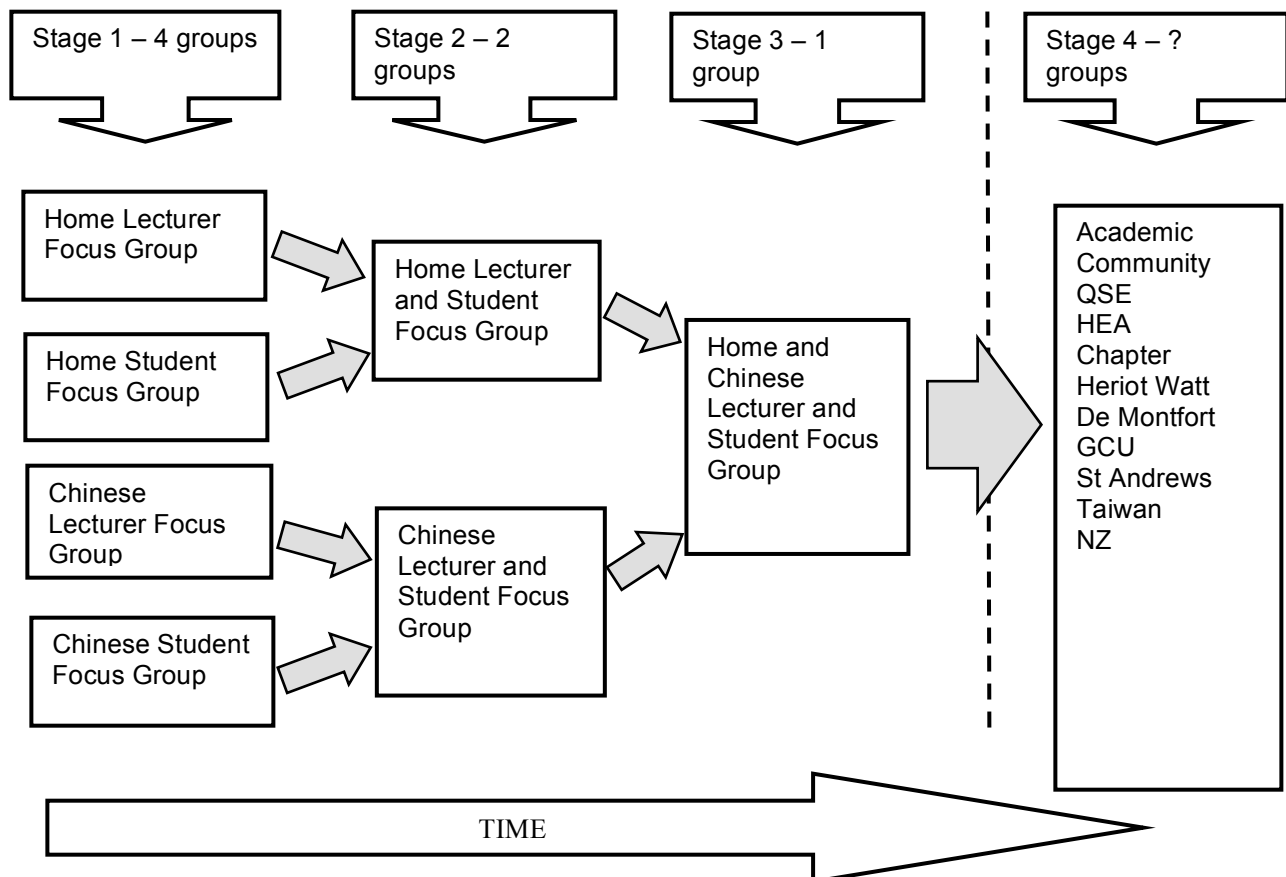 Stage 1 – 4 groups
Stage 2 – 2
groups
Stage 3 – 1
group
Stage 4 – ?
groups
Home Lecturer
Focus Group
Home Student
Focus Group
Chinese
Lecturer Focus
Group
Chinese Student
Focus Group
Home Lecturer
and Student
Focus Group
Chinese
Lecturer and
Student Focus
Group
Home and
Chinese
Lecturer and
Student Focus
Group
Academic
Community
QSE
HEA
Chapter
Heriot Watt
De Montfort
GCU
St Andrews
Taiwan
NZ
TIME